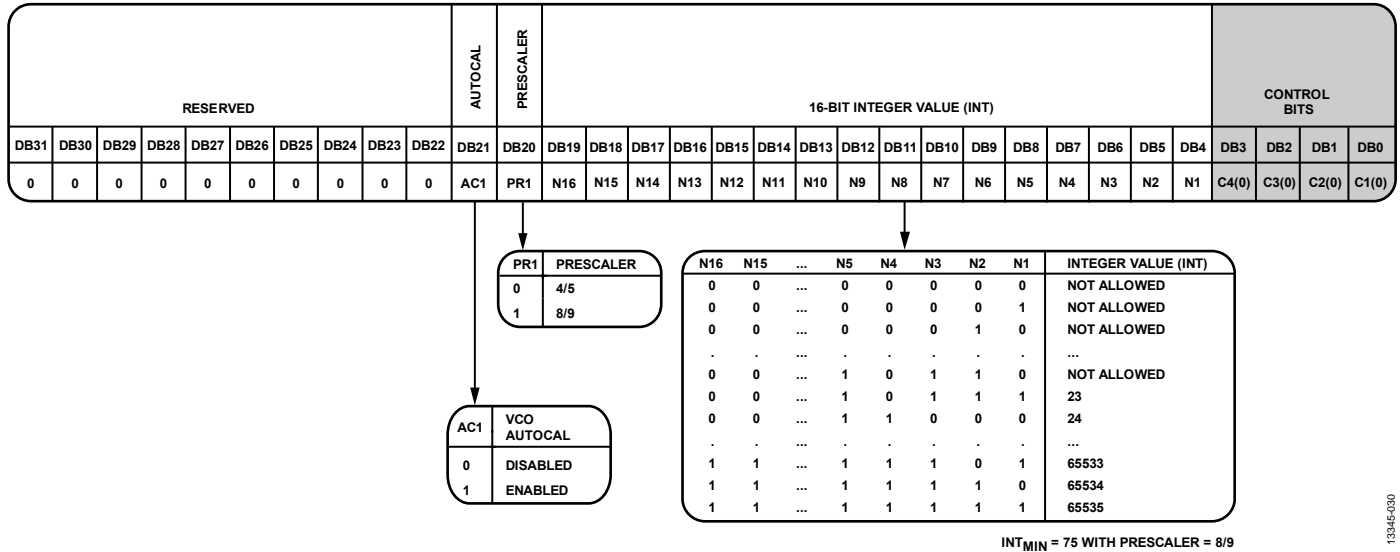 AUTOCAL
PRESCALER
RESERVED
16-BIT INTEGER VALUE (INT)
CONTROL
BITS
DB31 DB30 DB29 DB28 DB27 DB26 DB25 DB24 DB23 DB22 DB21 DB20 DB19 DB18 DB17 DB16 DB15 DB14 DB13 DB12 DB11 DB10 DB9 DB8 DB7 DB6 DB5 DB4 DB3 DB2 DB1 DB0
0 0 0 0 0 0 0 0 0 0 AC1 PR1 N16 N15 N14 N13 N12 N11 N10 N9 N8 N7 N6 N5 N4 N3 N2 N1 C4(0) C3(0) C2(0) C1(0)
PR1 PRESCALER
0 4/5
1 8/9
AC1 VCO
AUTOCAL
0 DISABLED
1 ENABLED
N16 N15 ... N5 N4 N3 N2 N1 INTEGER VALUE (INT)
0 0 ... 0 0 0 0 0 NOT ALLOWED
0 0 ... 0 0 0 0 1 NOT ALLOWED
0 0 ... 0 0 0 1 0 NOT ALLOWED
. . ... . . . . . ...
0 0 ... 1 0 1 1 0 NOT ALLOWED
0 0 ... 1 0 1 1 1 23
0 0 ... 1 1 0 0 0 24
. . ... . . . . . ...
1 1 ... 1 1 1 0 1 65533
1 1 ... 1 1 1 1 0 65534
1 1 ... 1 1 1 1 1 65535
INTMIN = 75 WITH PRESCALER = 8/9
13345-030